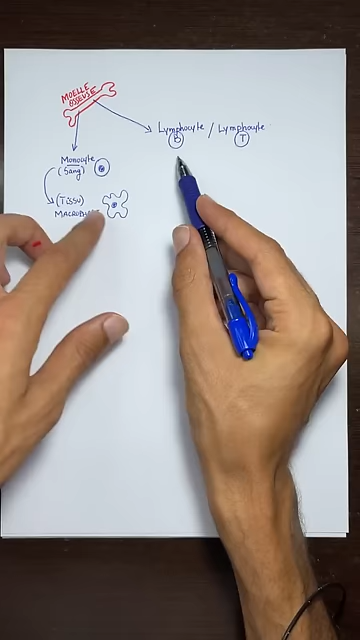 MOELLE
OSSEUSE
Lymphocyte / Lymphocyte
B T
Monocyte
(Sang)
(Tissu)